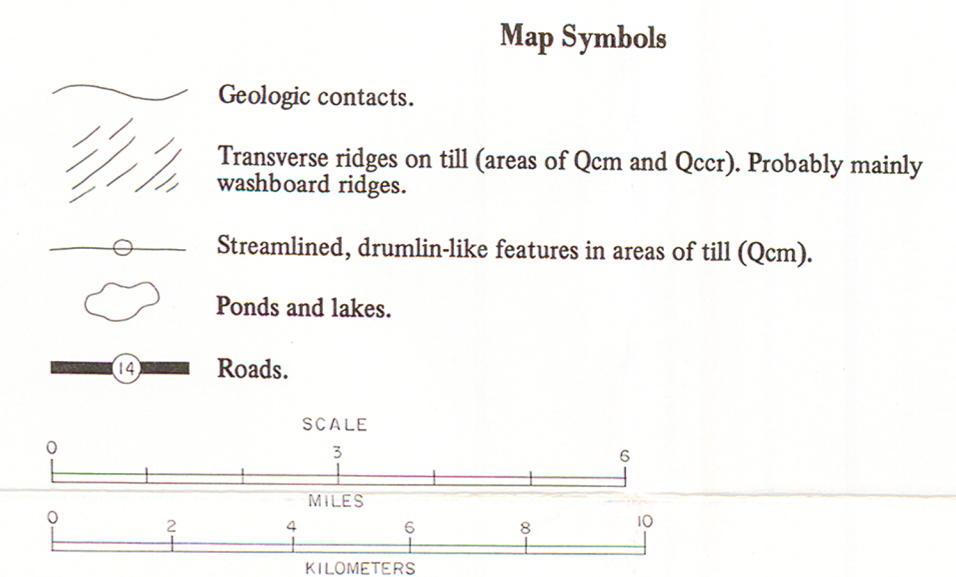 Map Symbols
Geologic contacts.
Transverse ridges on till (areas of Qcm and Qccr). Probably mainly
washboard ridges.
Streamlined, drumlin-like features in areas of till (Qcm).
Ponds and lakes.
14
Roads.
SCALE
0 3 6
MILES
0 2 4 6 8 10
KILOMETERS